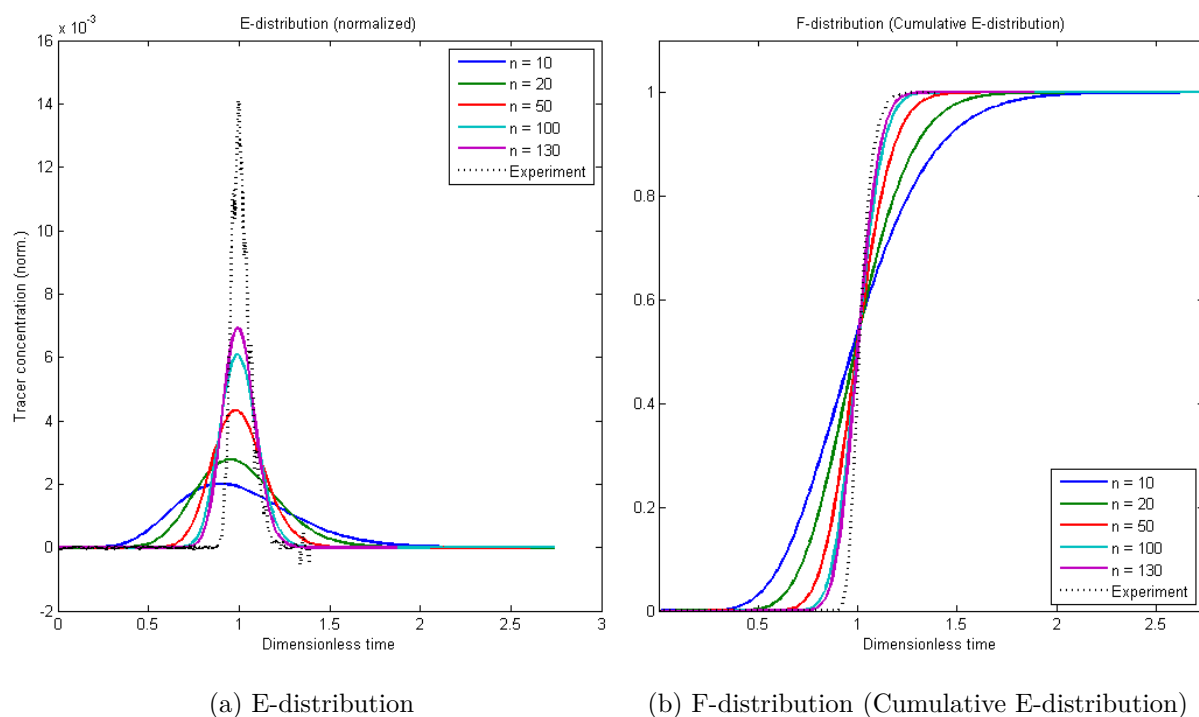 E-distribution (normalized)
x 10⁻³
16
14
12
10
8
6
4
2
0
-2
Tracer concentration (norm.)
0
0.5
1
1.5
2
2.5
3
Dimensionless time
n = 10
n = 20
n = 50
n = 100
n = 130
Experiment
(a) E-distribution
F-distribution (Cumulative E-distribution)
1
0.8
0.6
0.4
0.2
0
0.5
1
1.5
2
2.5
Dimensionless time
n = 10
n = 20
n = 50
n = 100
n = 130
Experiment
(b) F-distribution (Cumulative E-distribution)